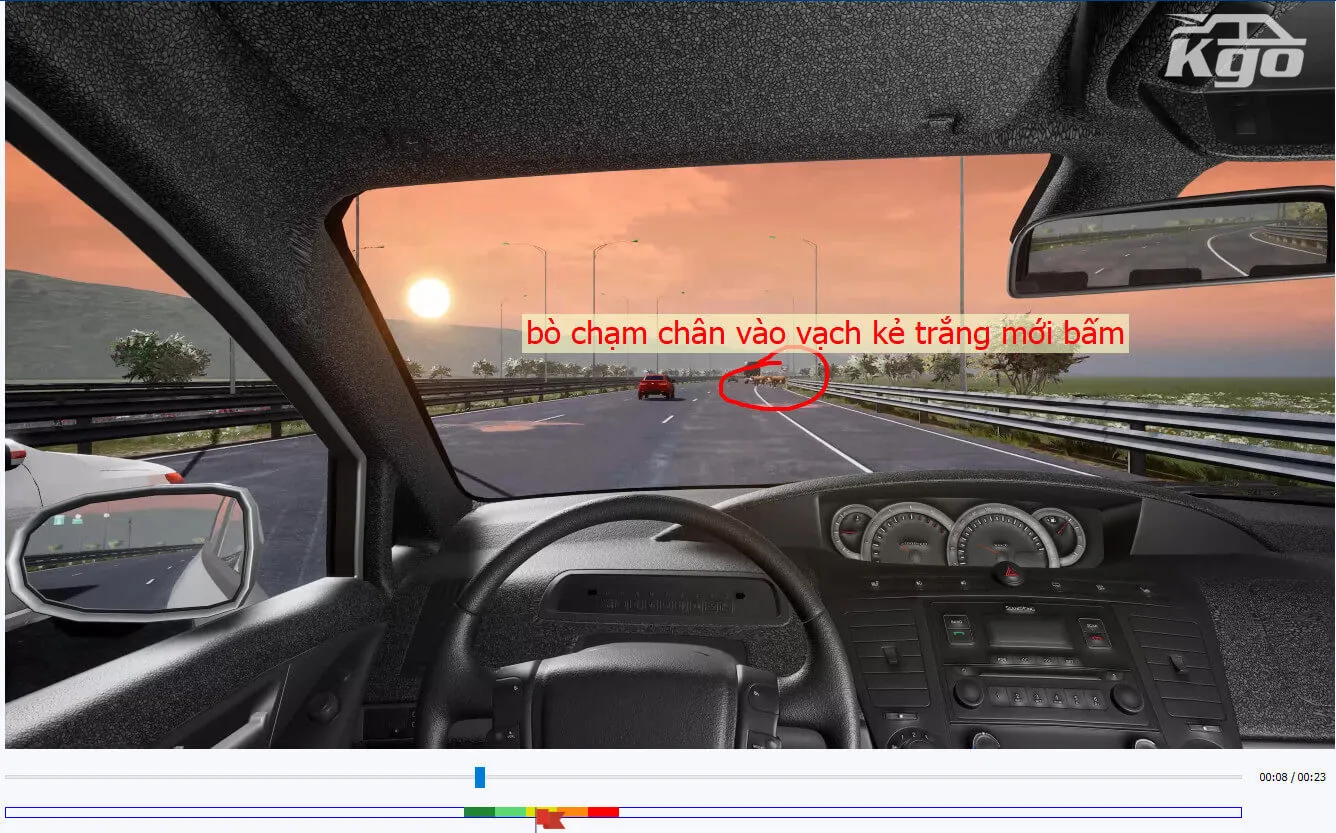 Kgo
bò chạm chân vào vạch kẻ trắng mới bấm
00:08 / 00:23